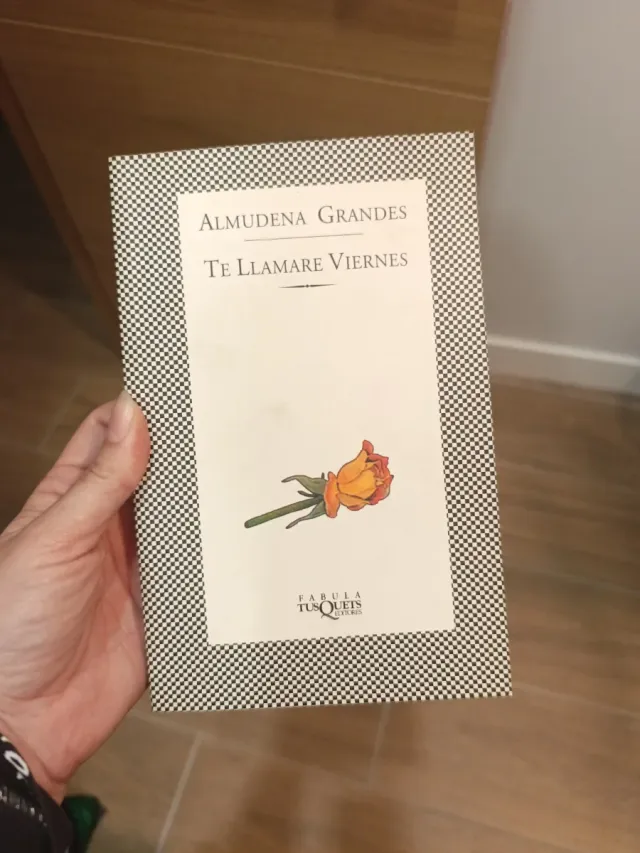 ALMUDENA GRANDES
TE LLAMARE VIERNES
FABULA
TUSQUETS
EDITORES